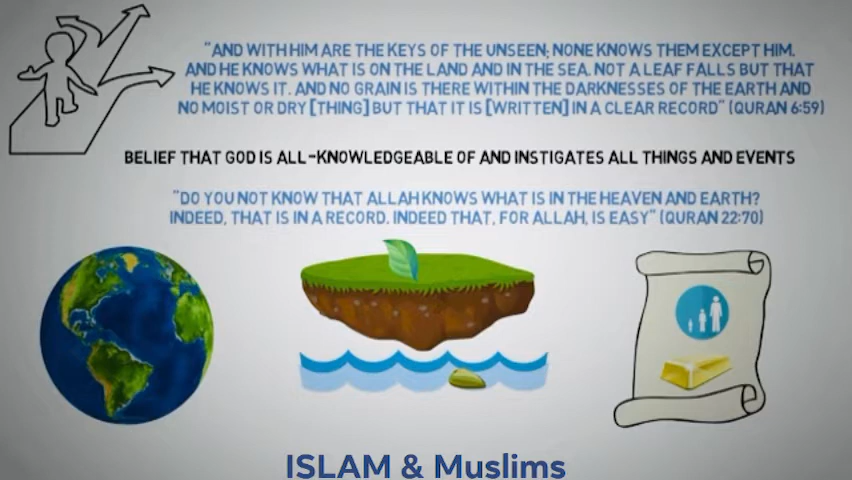 "AND WITH HIM ARE THE KEYS OF THE UNSEEN; NONE KNOWS THEM EXCEPT HIM.
AND HE KNOWS WHAT IS ON THE LAND AND IN THE SEA. NOT A LEAF FALLS BUT THAT
HE KNOWS IT. AND NO GRAIN IS THERE WITHIN THE DARKNESSES OF THE EARTH AND
NO MOIST OR DRY [THING] BUT THAT IT IS [WRITTEN] IN A CLEAR RECORD" (QURAN 6:59)
BELIEF THAT GOD IS ALL-KNOWLEDGEABLE OF AND INSTIGATES ALL THINGS AND EVENTS
"DO YOU NOT KNOW THAT ALLAH KNOWS WHAT IS IN THE HEAVEN AND EARTH?
INDEED, THAT IS IN A RECORD. INDEED THAT, FOR ALLAH, IS EASY" (QURAN 22:70)
ISLAM & Muslims